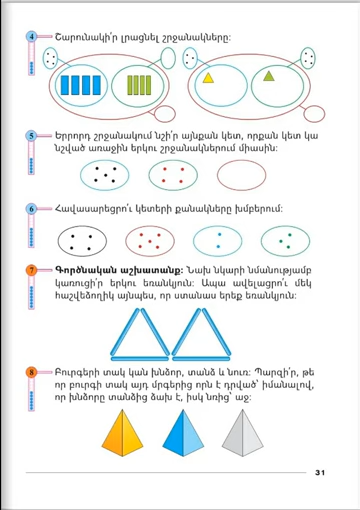 4 Շարունակի՛ր լրացնել շրջանակները:
5 Երրորդ շրջանակում նշի՛ր այնքան կետ, որքան կետ կա
նշված առաջին երկու շրջանակներում միասին:
6 Հավասարեցրո՛ւ կետերի քանակները խմբերում:
7 Գործնական աշխատանք: Նախ նկարի նմանությամբ
կառուցի՛ր երկու եռանկյուն: Ապա ավելացրո՛ւ մեկ
հաշվեձողիկ այնպես, որ ստանաս երեք եռանկյուն:
8 Բուրգերի տակ կան խնձոր, տանձ և նուռ: Պարզի՛ր, թե
որ բուրգի տակ այդ մրգերից որն է դրված՝ իմանալով,
որ խնձորը տանձից ձախ է, իսկ նռից՝ աջ:
31